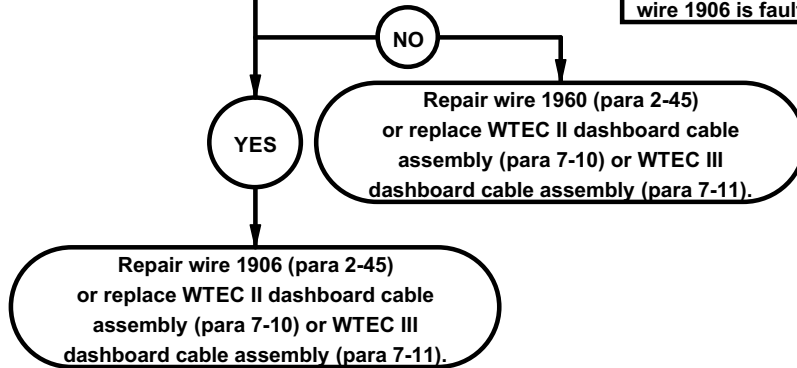 wire 1906 is
NO
Repair wire 1960 (para 2-45)
or replace WTEC II dashboard cable
assembly (para 7-10) or WTEC III
dashboard cable assembly (para 7-11).
YES
Repair wire 1906 (para 2-45)
or replace WTEC II dashboard cable
assembly (para 7-10) or WTEC III
dashboard cable assembly (para 7-11).